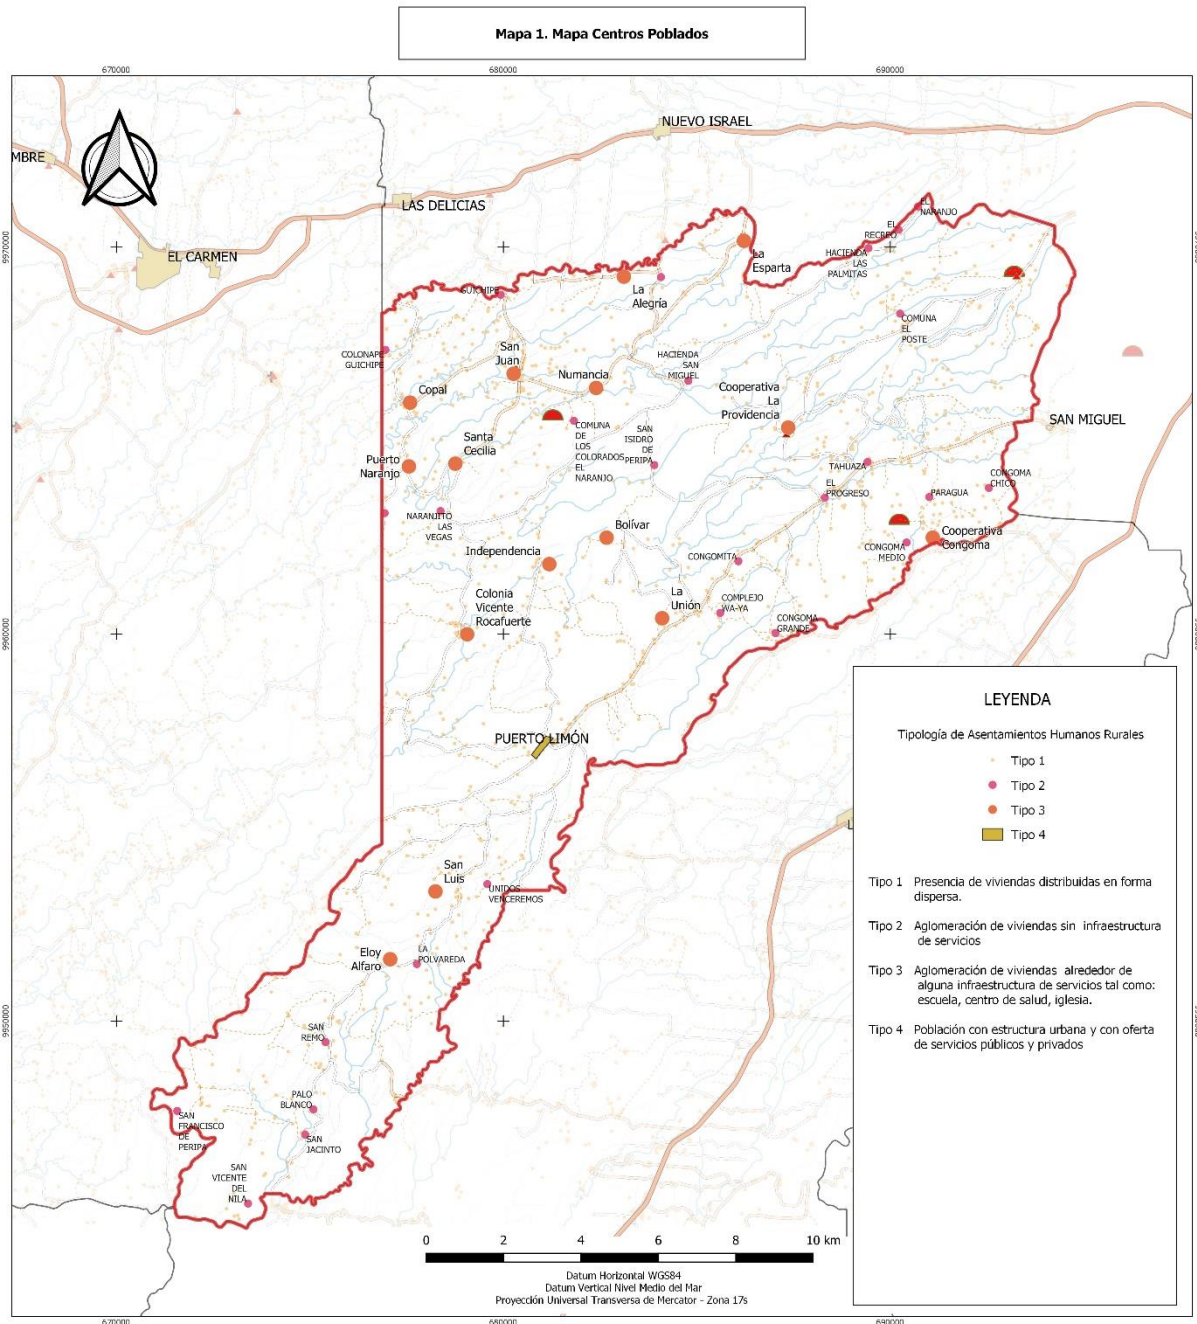 Mapa 1. Mapa Centros Poblados
670000
680000
690000
NUEVO ISRAEL
MBRE
LAS DELICIAS
EL CARMEN
EL
NARANJO
EL
RECREO
HACIENDA
LAS
PALMITAS
9970000
La
Esparta
La
Alegría
GUICHIPE
COMUNA
EL
POSTE
COLONAPE
GUICHIPE
San
Juan
HACIENDA
SAN
MIGUEL
Numancia
Copal
Cooperativa
La
Providencia
SAN MIGUEL
COMUNA
DE
LOS
COLORADOS
EL
NARANJO
SAN
ISIDRO
DE
PERIPA
Santa
Cecilia
Puerto
Naranjo
TAHUAZA
EL
PROGRESO
PARAGUA
CONGOMA
CHICO
NARANJITO
LAS
VEGAS
Bolívar
Cooperativa
Congoma
CONGOMA
MEDIO
Independencia
CONGOMITA
Colonia
Vicente
Rocafuerte
La
Unión
COMPLEJO
WA-YA
CONGOMA
GRANDE
9960000
PUERTO LIMÓN
San
Luis
UNIDOS
VENCEREMOS
Eloy
Alfaro
LA
POLVAREDA
9950000
SAN
REMO
PALO
BLANCO
SAN
FRANCISCO
DE
PERIPA
SAN
JACINTO
SAN
VICENTE
DEL
NILA
LEYENDA
Tipología de Asentamientos Humanos Rurales
Tipo 1
Tipo 2
Tipo 3
Tipo 4
Tipo 1 Presencia de viviendas distribuidas en forma
dispersa.
Tipo 2 Aglomeración de viviendas sin infraestructura
de servicios
Tipo 3 Aglomeración de viviendas alrededor de
alguna infraestructura de servicios tal como:
escuela, centro de salud, iglesia.
Tipo 4 Población con estructura urbana y con oferta
de servicios públicos y privados
0 2 4 6 8 10 km
Datum Horizontal WGS84
Datum Vertical Nivel Medio del Mar
Proyección Universal Transversa de Mercator - Zona 17s
670000
680000
690000